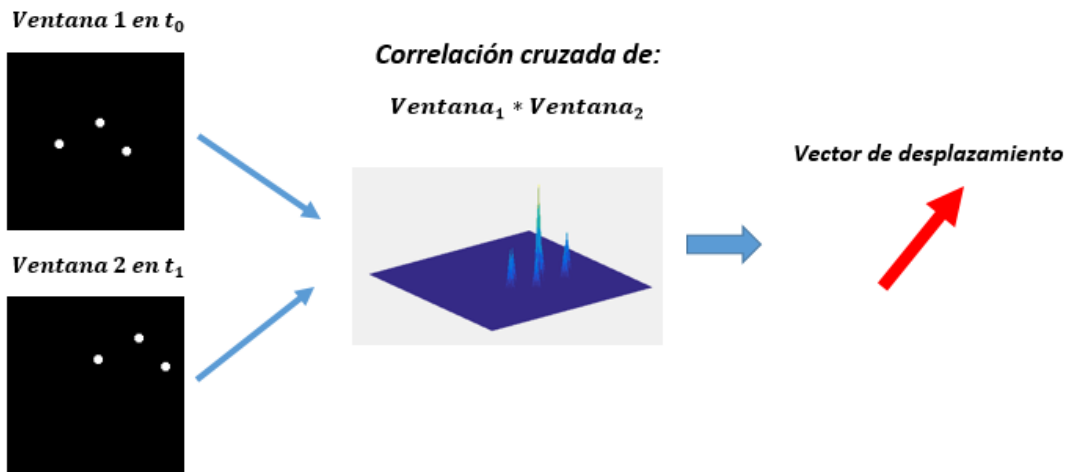 Ventana 1 en t₀
Correlación cruzada de:
Ventana₁ * Ventana₂
Vector de desplazamiento
Ventana 2 en t₁